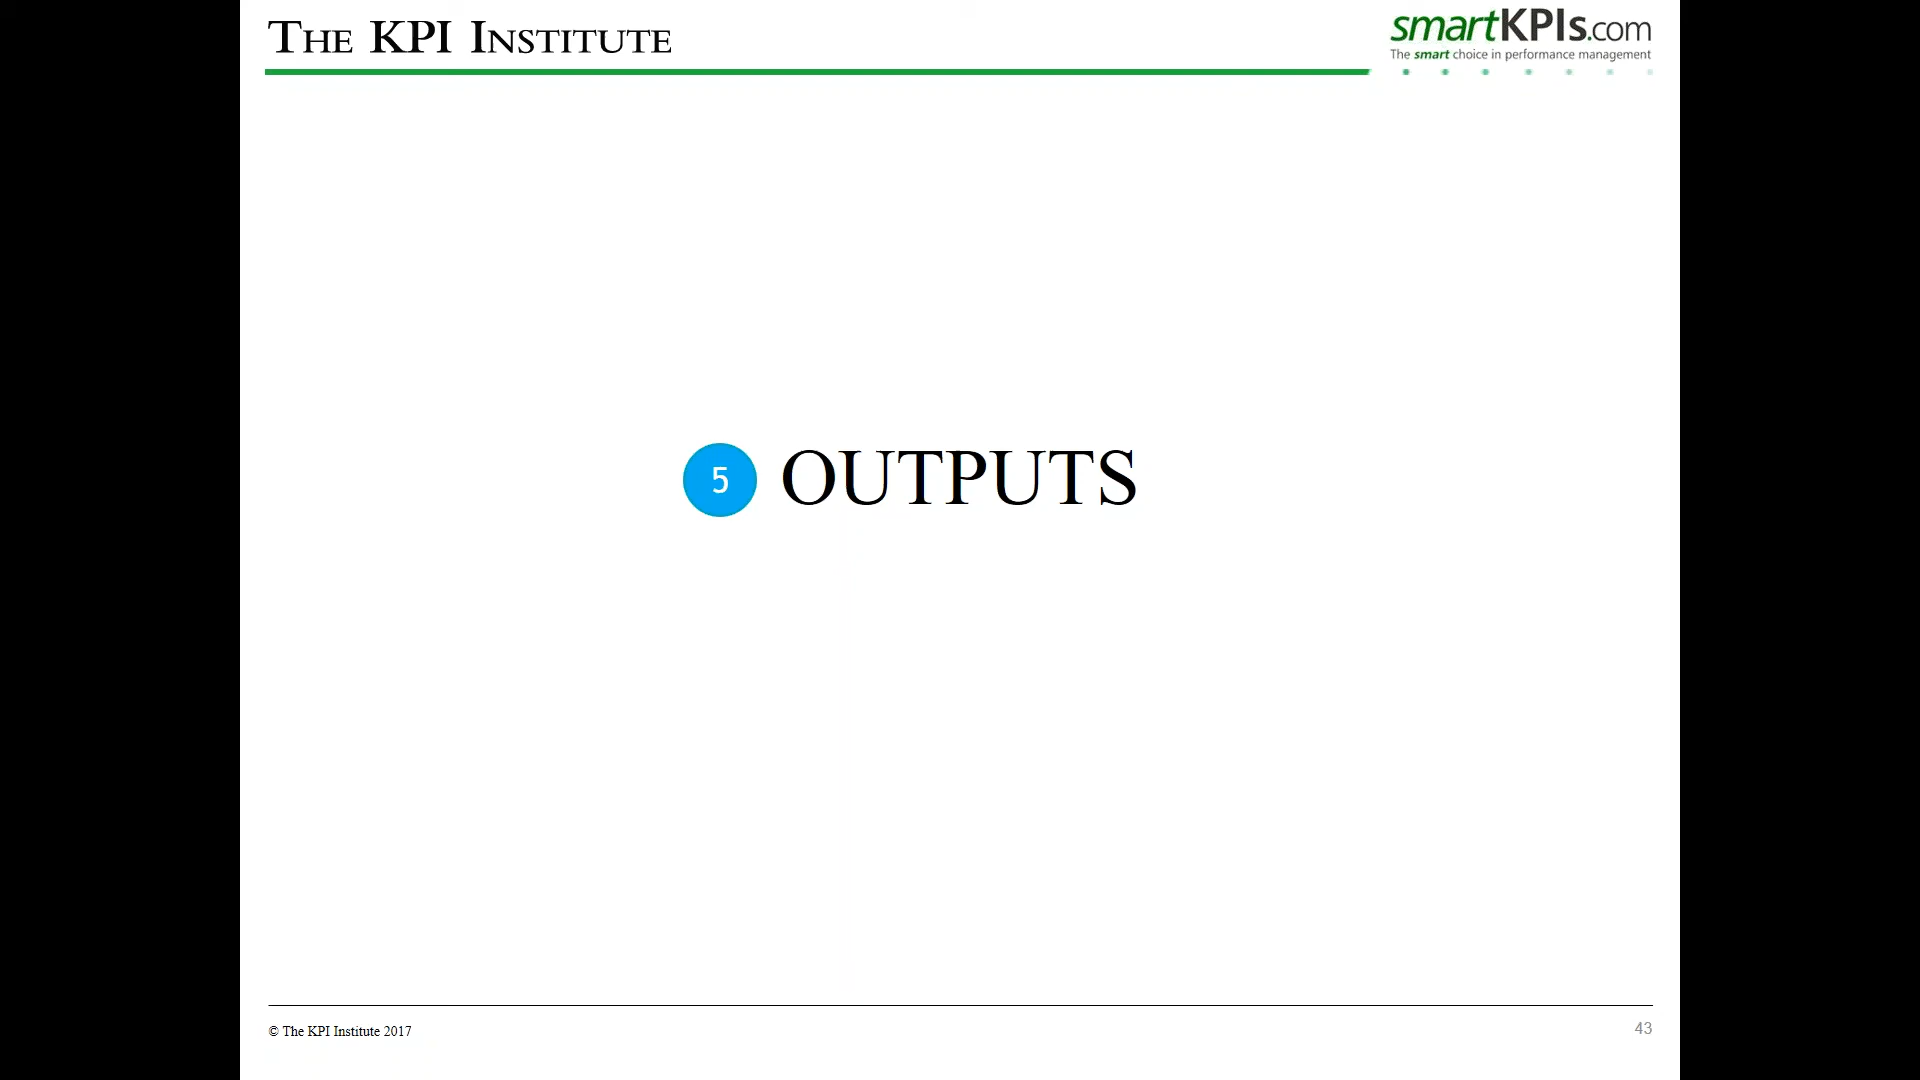 THE KPI INSTITUTE
smartKPIs.com
The smart choice in performance management
5 OUTPUTS
© The KPI Institute 2017
43